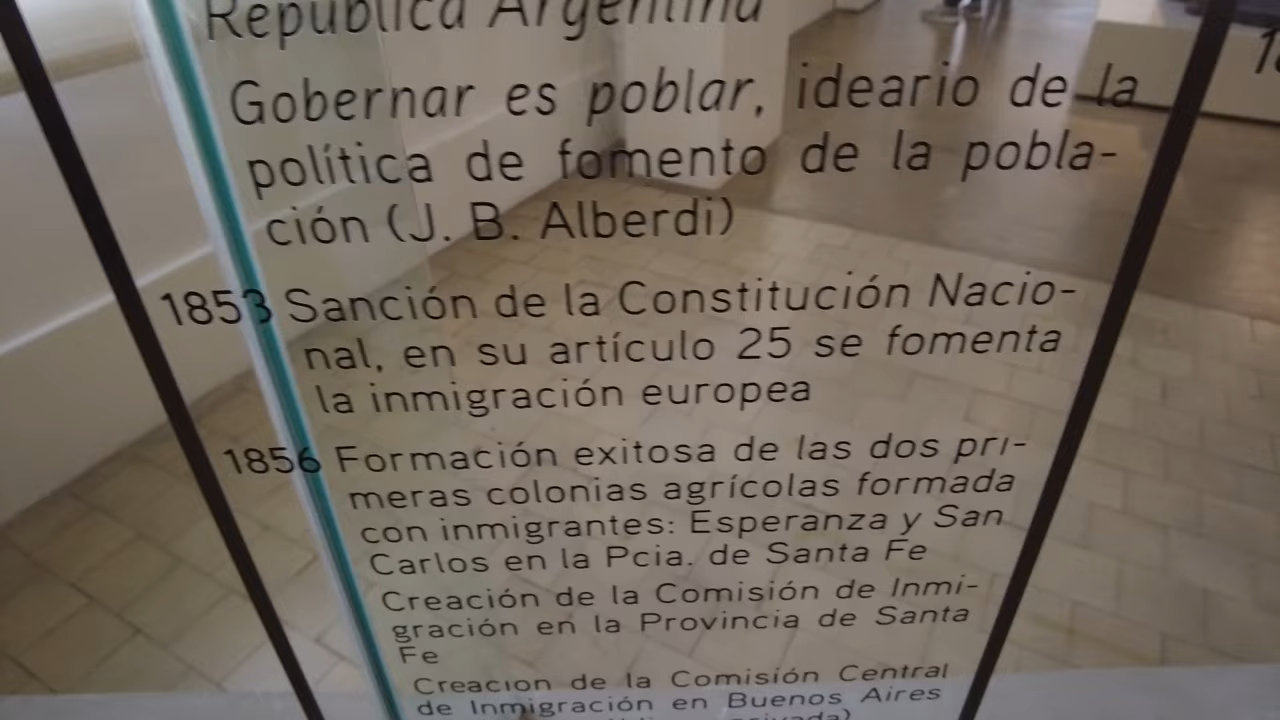 República Argentina
Gobernar es poblar, ideario de la
política de fomento de la pobla-
ción (J. B. Alberdi)
1853 Sanción de la Constitución Nacio-
nal, en su artículo 25 se fomenta
la inmigración europea
1856 Formación exitosa de las dos pri-
meras colonias agrícolas formada
con inmigrantes: Esperanza y San
Carlos en la Pcia. de Santa Fe
Creación de la Comisión de Inmi-
gración en la Provincia de Santa
Fe
Creacion de la Comisión Central
de Inmigración en Buenos Aires